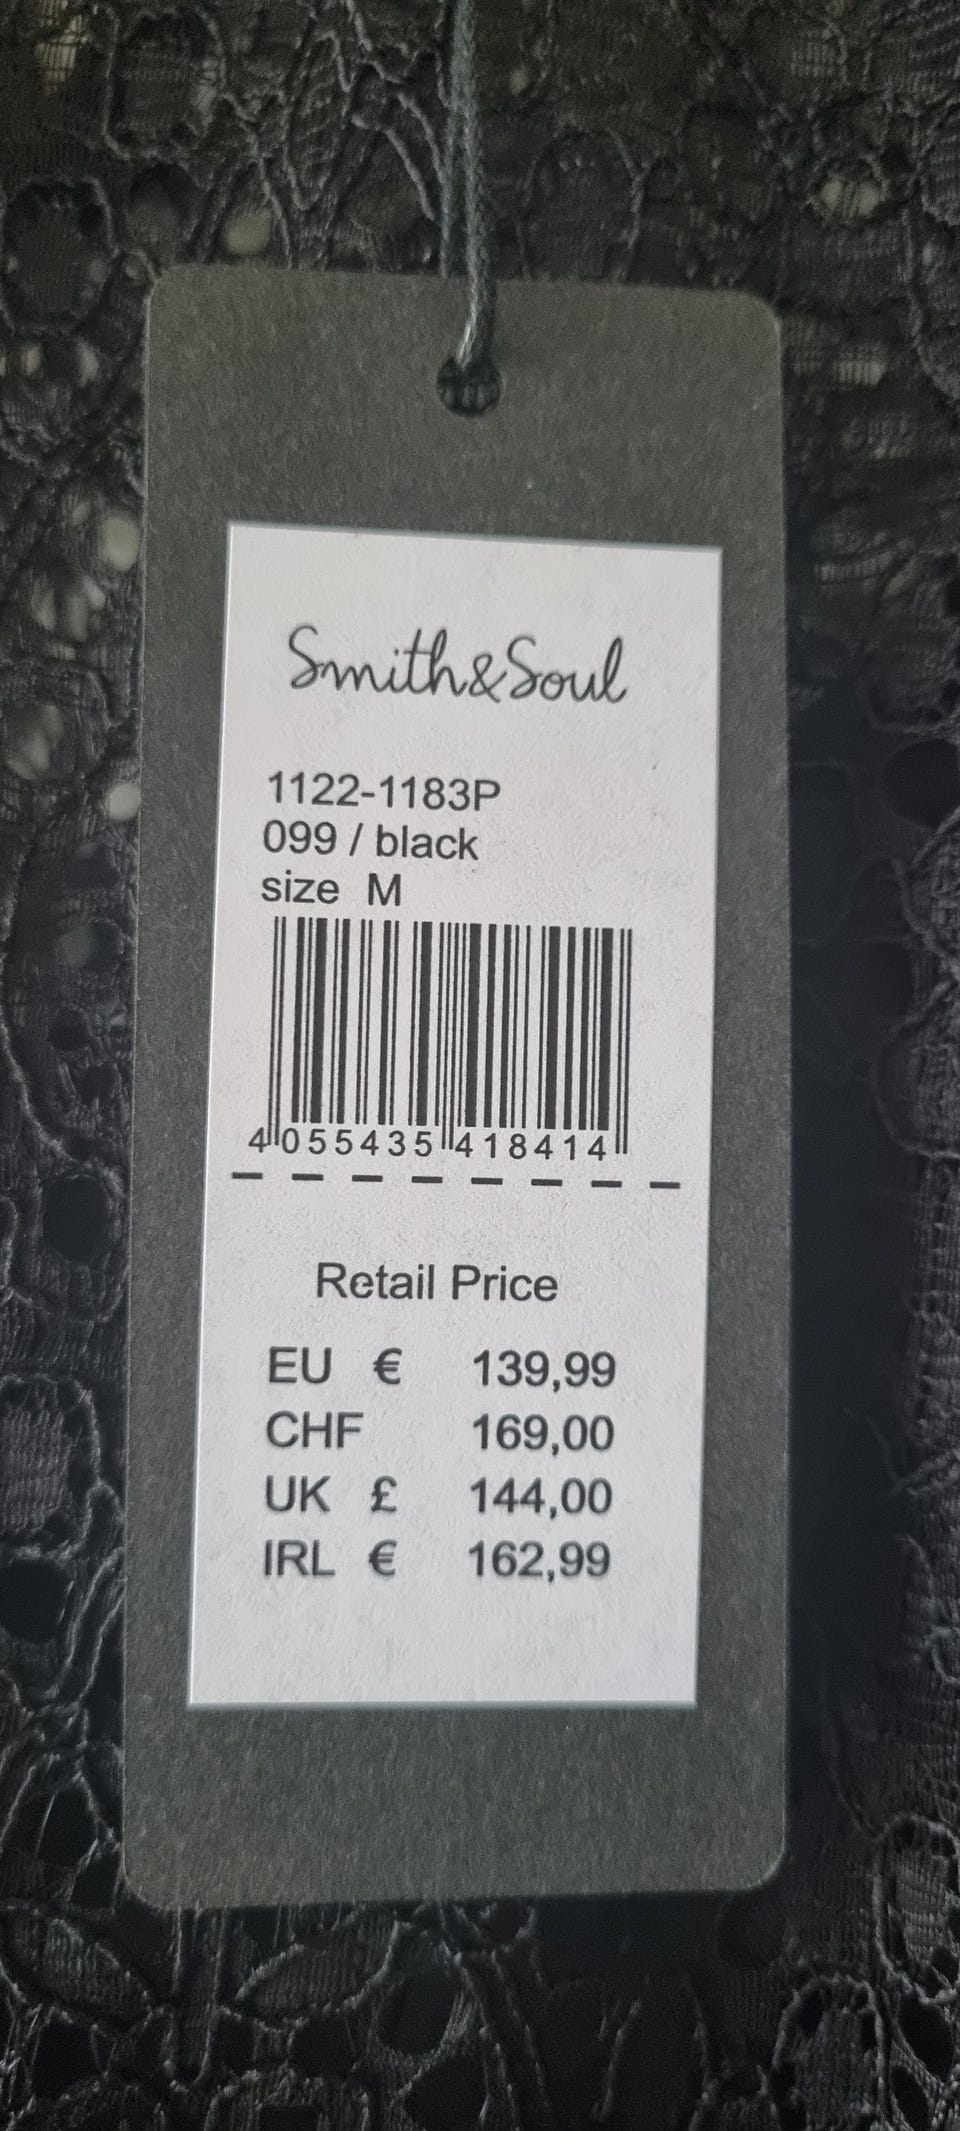 Smith&Soul
1122-1183P
099 / black
size M
4 055435 418414
Retail Price
EU € 139,99
CHF 169,00
UK £ 144,00
IRL € 162,99